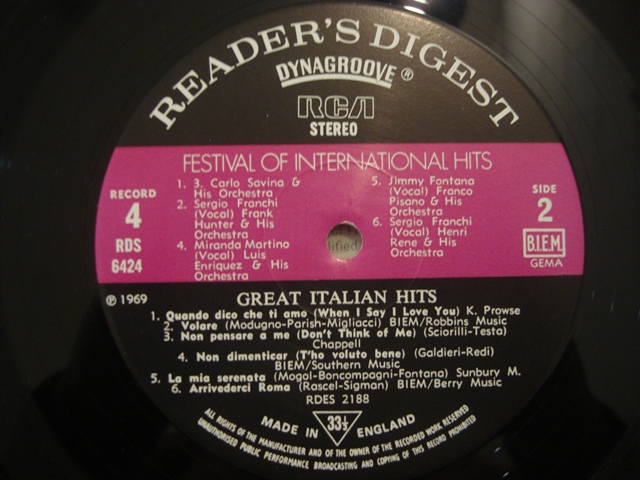 READER'S DIGEST
DYNAGROOVE ®
RCA
STEREO
FESTIVAL OF INTERNATIONAL HITS
RECORD
4
RDS
6424
1. 3. Carlo Savina &
His Orchestra
2. Sergio Franchi
(Vocal) Frank
Hunter & His
Orchestra
4. Miranda Martino
(Vocal) Luis
Enriquez & His
Orchestra
5. Jimmy Fontana
(Vocal) Franco
Pisano & His
Orchestra
6. Sergio Franchi
(Vocal) Henri
Rene & His
Orchestra
SIDE
2
B.I.E.M.
GEMA
℗ 1969
GREAT ITALIAN HITS
1. Quando dico che ti amo (When I Say I Love You) K. Prowse
2. Volare (Modugno-Parish-Migliacci) BIEM/Robbins Music
3. Non pensare a me (Don't Think of Me) (Sciorilli-Testa)
Chappell
4. Non dimenticar (T'ho voluto bene) (Galdieri-Redi)
BIEM/Southern Music
5. La mia serenata (Mogol-Boncompagni-Fontana) Sunbury M.
6. Arrivederci Roma (Rascel-Sigman) BIEM/Berry Music
RDES 2188
MADE IN 33⅓ ENGLAND
ALL RIGHTS OF THE MANUFACTURER AND OF THE OWNER OF THE RECORDED WORK RESERVED
UNAUTHORISED PUBLIC PERFORMANCE BROADCASTING AND COPYING OF THIS RECORD PROHIBITED